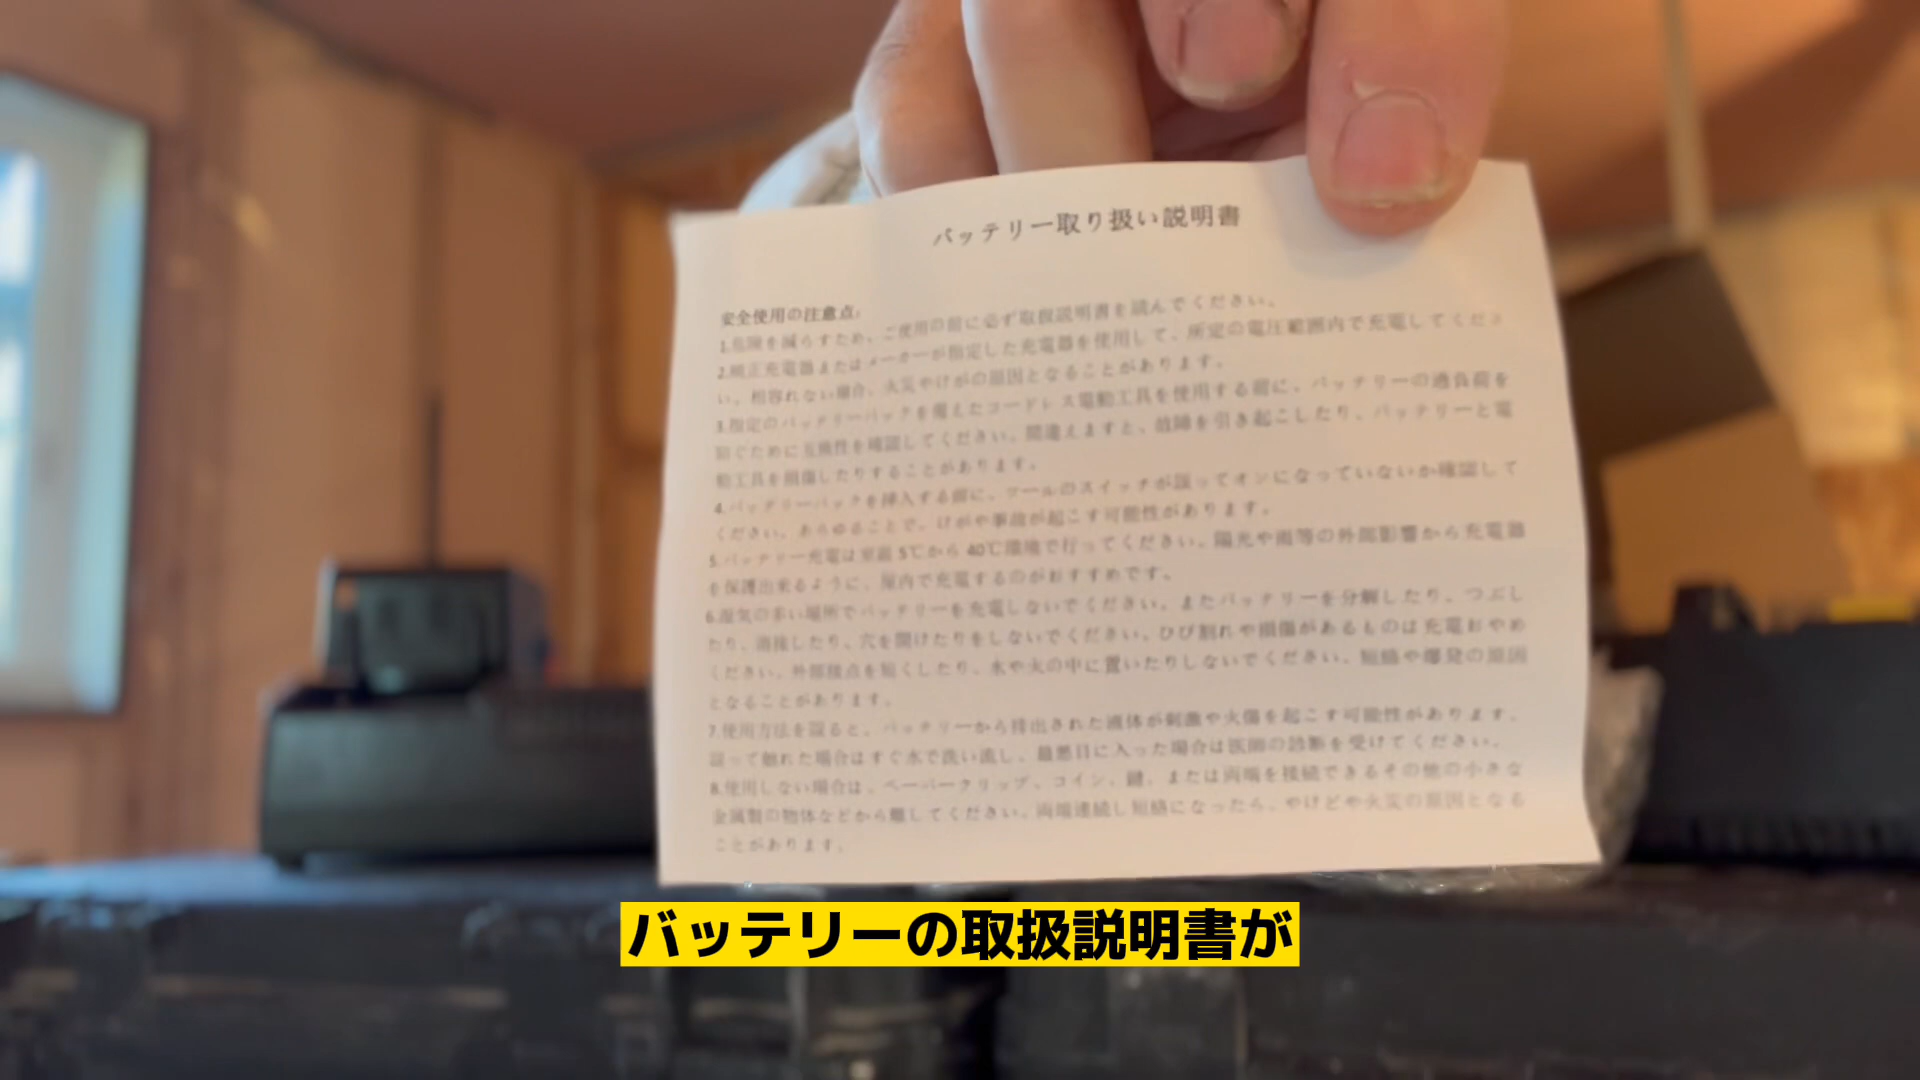 バッテリー取り扱い説明書
安全使用の注意点:
1.危険を減らすため、ご使用の前に必ず取扱説明書を読んでください。
2.純正充電器またはメーカーが指定した充電器を使用して、所定の電圧範囲内で充電してくださ
い。相容れない場合、火災やけがの原因となることがあります。
3.指定のバッテリーパックを備えたコードレス電動工具を使用する前に、バッテリーの過負荷を
防ぐために互換性を確認してください。間違えますと、故障を引き起こしたり、バッテリーと電
動工具を損傷したりすることがあります。
4.バッテリーパックを挿入する前に、ツールのスイッチが誤ってオンになっていないか確認して
ください。あらゆることで、けがや事故が起こす可能性があります。
5.バッテリー充電は室温 5℃から 40℃環境で行ってください。陽光や雨等の外部影響から充電器
を保護出来るように、屋内で充電するのがおすすめです。
6.湿気の多い場所でバッテリーを充電しないでください。またバッテリーを分解したり、つぶし
たり、溶接したり、穴を開けたりをしないでください。ひび割れや損傷があるものは充電おやめ
ください。外部接点を短くしたり、水や火の中に置いたりしないでください。短絡や爆発の原因
となることがあります。
7.使用方法を誤ると、バッテリーから排出された液体が刺激や火傷を起こす可能性があります。
誤って触れた場合はすぐ水で洗い流し、最悪目に入った場合は医師の診断を受けてください。
8.使用しない場合は、ペーパークリップ、コイン、鍵、または両端を接続できるその他の小さな
金属製の物体などから離してください。両端連続し短絡になったら、やけどや火災の原因となる
ことがあります。
バッテリーの取扱説明書が